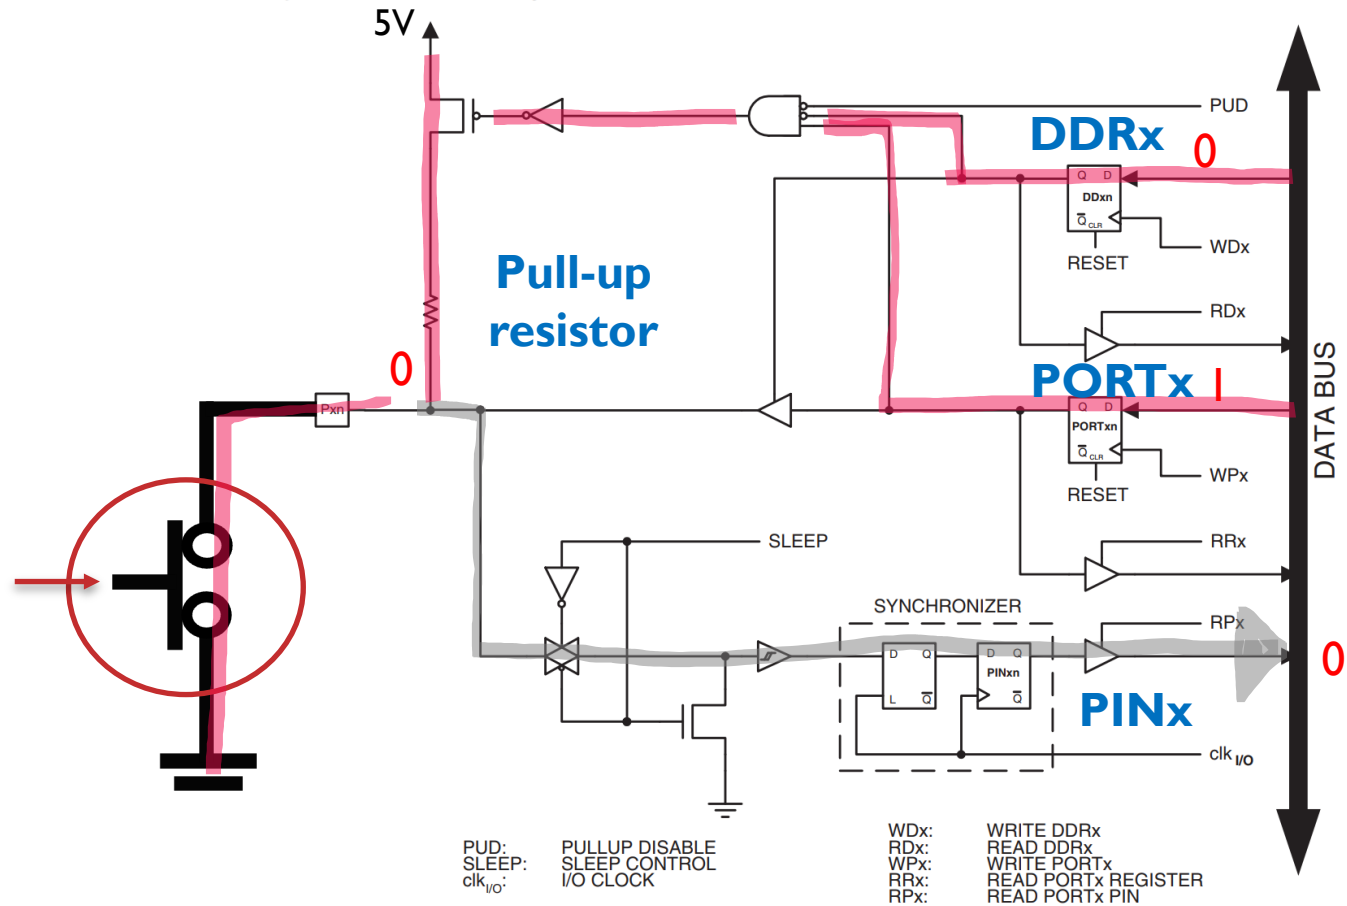 5V
PUD
DDRx
0
Q D
DDxn
Q CLR
WDx
RESET
Pull-up
resistor
RDx
DATA BUS
0
PORTx 1
Pxn
Q D
PORTxn
Q CLR
WPx
RESET
SLEEP
RRx
SYNCHRONIZER
RPx
D Q
D Q
PINxn
0
L Q
Q
PINx
clk I/O
PUD: PULLUP DISABLE
SLEEP: SLEEP CONTROL
clkI/O: I/O CLOCK
WDx: WRITE DDRx
RDx: READ DDRx
WPx: WRITE PORTx
RRx: READ PORTx REGISTER
RPx: READ PORTx PIN